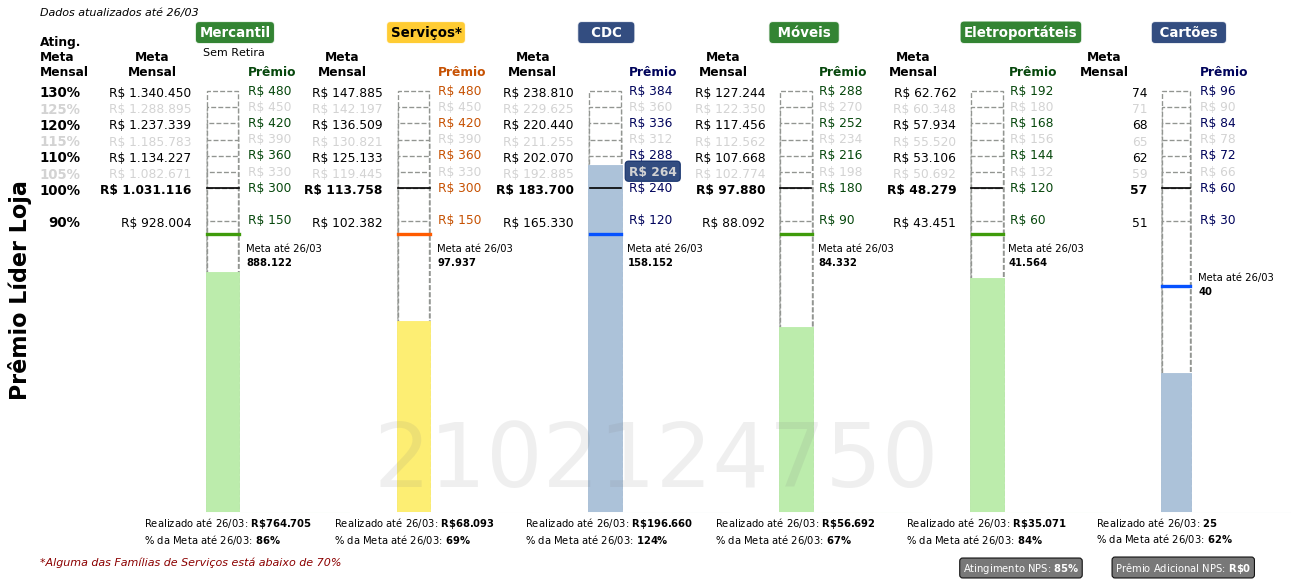 Dados atualizados até 26/03
Mercantil Serviços* CDC Móveis Eletroportáteis Cartões
Sem Retira
Ating. Meta Mensal Meta Mensal Prêmio Meta Mensal Prêmio Meta Mensal Prêmio Meta Mensal Prêmio Meta Mensal Prêmio Meta Mensal Prêmio
130% R$ 1.340.450 R$ 480 R$ 147.885 R$ 480 R$ 238.810 R$ 384 R$ 127.244 R$ 288 R$ 62.762 R$ 192 74 R$ 96
125% R$ 1.288.895 R$ 450 R$ 142.197 R$ 450 R$ 229.625 R$ 360 R$ 122.350 R$ 270 R$ 60.348 R$ 180 71 R$ 90
120% R$ 1.237.339 R$ 420 R$ 136.509 R$ 420 R$ 220.440 R$ 336 R$ 117.456 R$ 252 R$ 57.934 R$ 168 68 R$ 84
115% R$ 1.185.783 R$ 390 R$ 130.821 R$ 390 R$ 211.255 R$ 312 R$ 112.562 R$ 234 R$ 55.520 R$ 156 65 R$ 78
110% R$ 1.134.227 R$ 360 R$ 125.133 R$ 360 R$ 202.070 R$ 288 R$ 107.668 R$ 216 R$ 53.106 R$ 144 62 R$ 72
105% R$ 1.082.671 R$ 330 R$ 119.445 R$ 330 R$ 192.885 R$ 264 R$ 102.774 R$ 198 R$ 50.692 R$ 132 59 R$ 66
100% R$ 1.031.116 R$ 300 R$ 113.758 R$ 300 R$ 183.700 R$ 240 R$ 97.880 R$ 180 R$ 48.279 R$ 120 57 R$ 60
90% R$ 928.004 R$ 150 R$ 102.382 R$ 150 R$ 165.330 R$ 120 R$ 88.092 R$ 90 R$ 43.451 R$ 60 51 R$ 30
Meta até 26/03 Meta até 26/03 Meta até 26/03 Meta até 26/03 Meta até 26/03
888.122 97.937 158.152 84.332 41.564
Meta até 26/03
40
Prêmio Líder Loja
2102124750
Realizado até 26/03: R$764.705 Realizado até 26/03: R$68.093 Realizado até 26/03: R$196.660 Realizado até 26/03: R$56.692 Realizado até 26/03: R$35.071 Realizado até 26/03: 25
% da Meta até 26/03: 86% % da Meta até 26/03: 69% % da Meta até 26/03: 124% % da Meta até 26/03: 67% % da Meta até 26/03: 84% % da Meta até 26/03: 62%
*Alguma das Famílias de Serviços está abaixo de 70%
Atingimento NPS: 85% Prêmio Adicional NPS: R$0